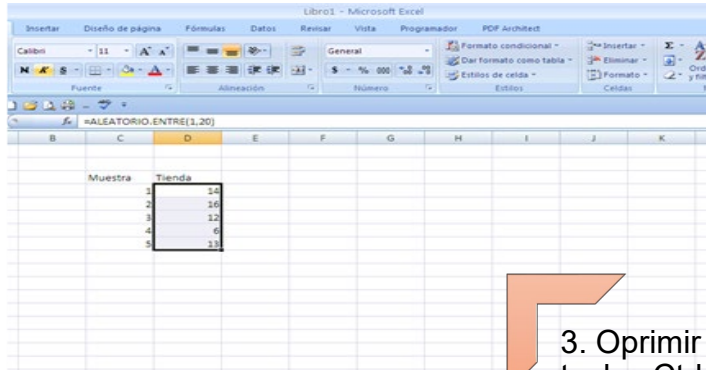 Libro1 - Microsoft Excel
Insertar Diseño de página Fórmulas Datos Revisar Vista Programador PDF Architect
Calibri 11 A A General Formato condicional Insertar Σ
Dar formato como tabla Eliminar
N K S A $ % 000 Estilos de celda Formato y
Fuente Alineación Número Estilos Celdas
fx =ALEATORIO.ENTRE(1,20)
B C D E F G H I J K
Muestra Tienda
1 14
2 16
3 12
4 6
5 13
3. Oprimir